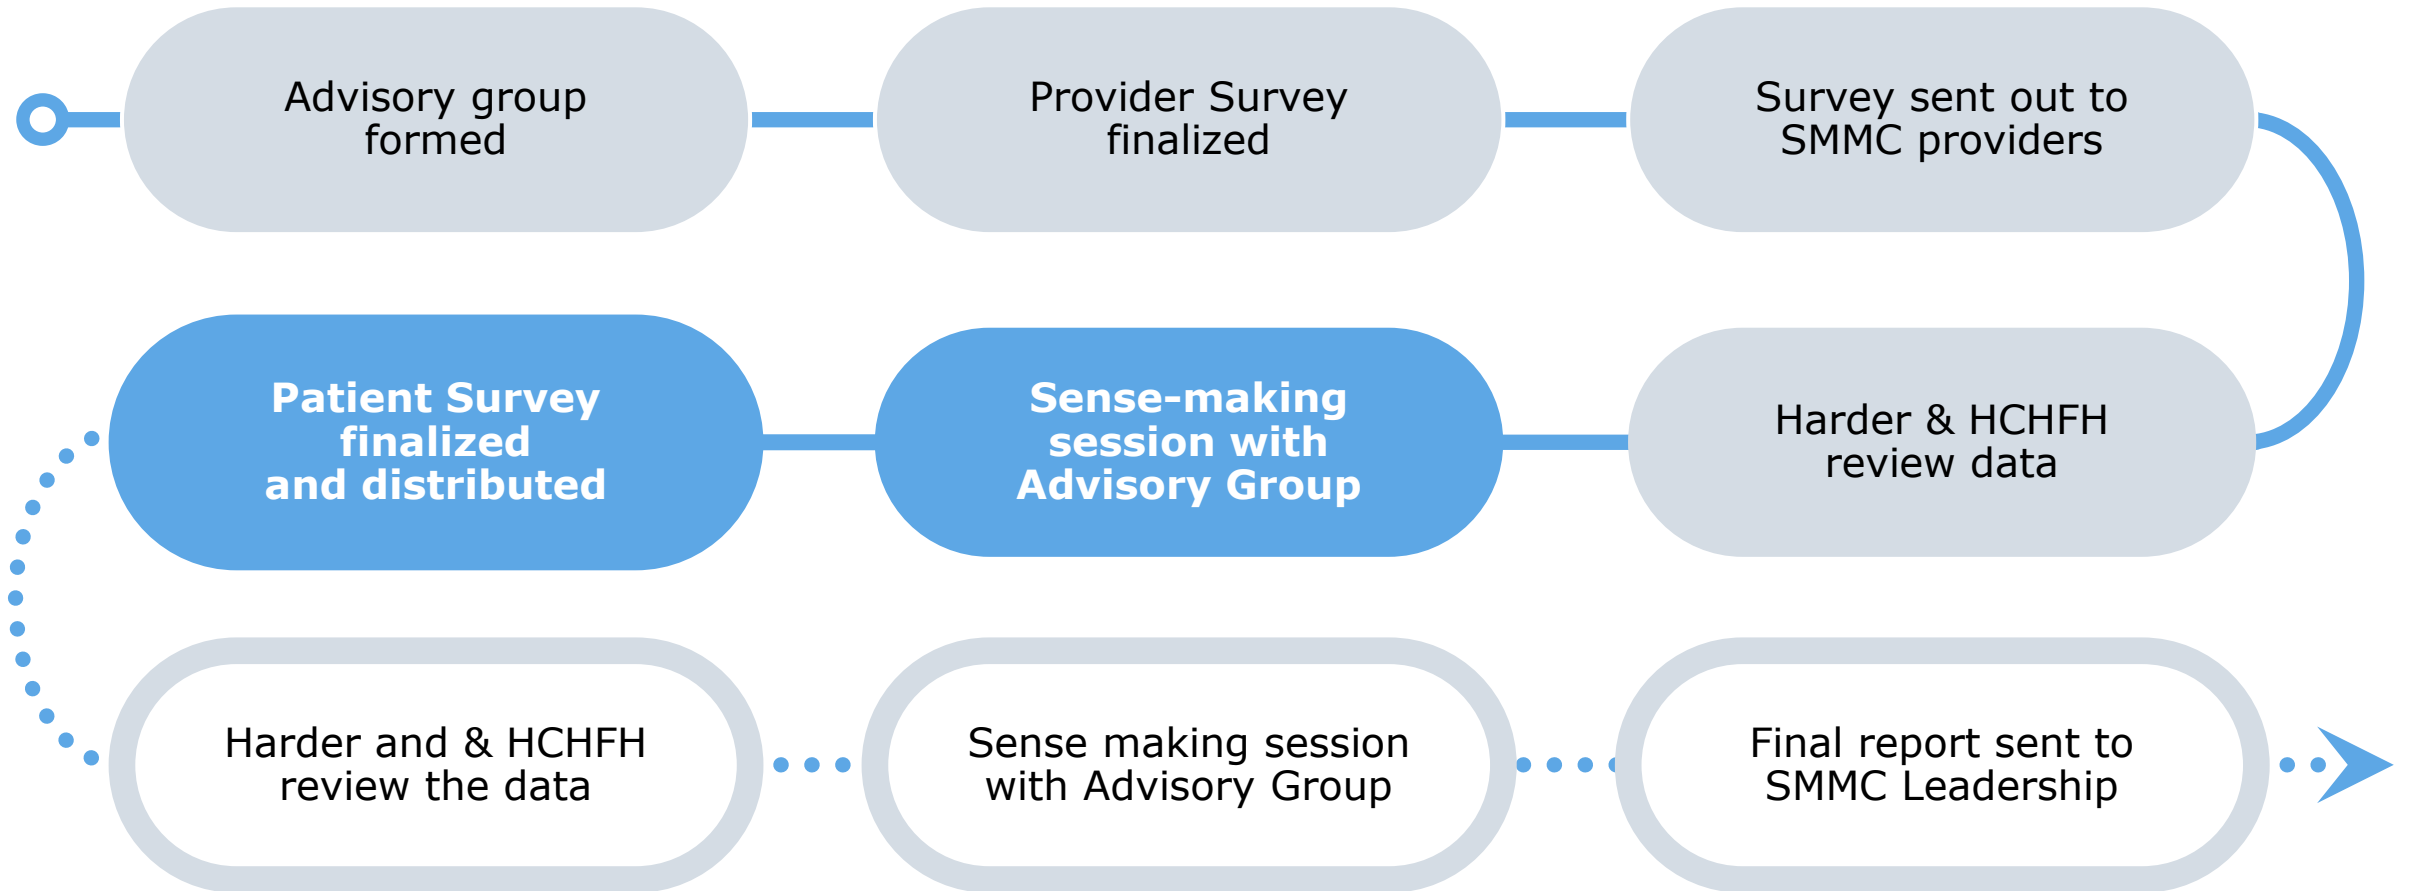 Advisory group
formed
Provider Survey
finalized
Survey sent out to
SMMC providers
Harder & HCHFH
review data
Sense-making
session with
Advisory Group
Patient Survey
finalized
and distributed
Harder and & HCHFH
review the data
Sense making session
with Advisory Group
Final report sent to
SMMC Leadership